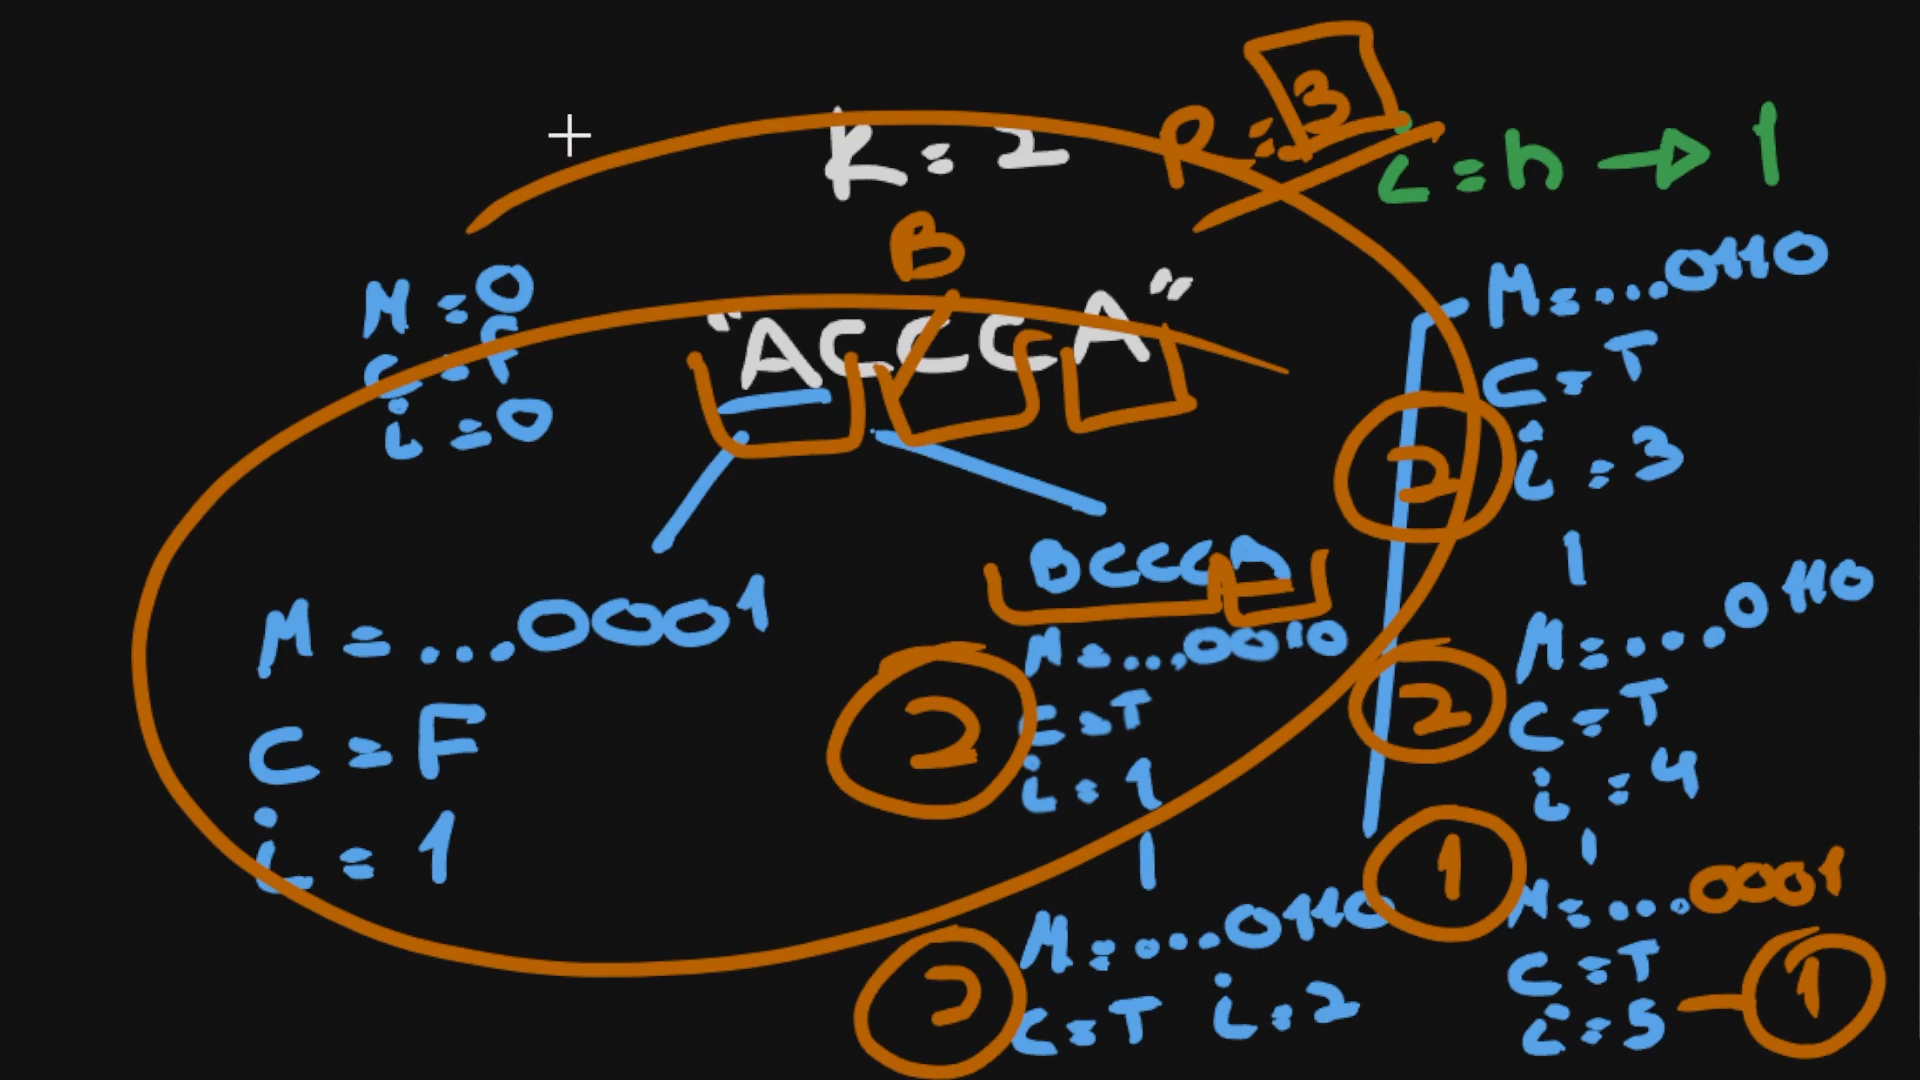 K = 2
P = 3
i = n → 1
B
"ACCCA"
M = 0
C = F
i = 0
M = ...0001
C = F
i = 1
BCCCA
2
M = ...0010
C = T
i = 1
2
M = ...0110
C = T i = 2
M = ...0110
C = T
2
i = 3
M = ...0110
2
C = T
i = 4
1
M = ...0001
C = T
i = 5
1